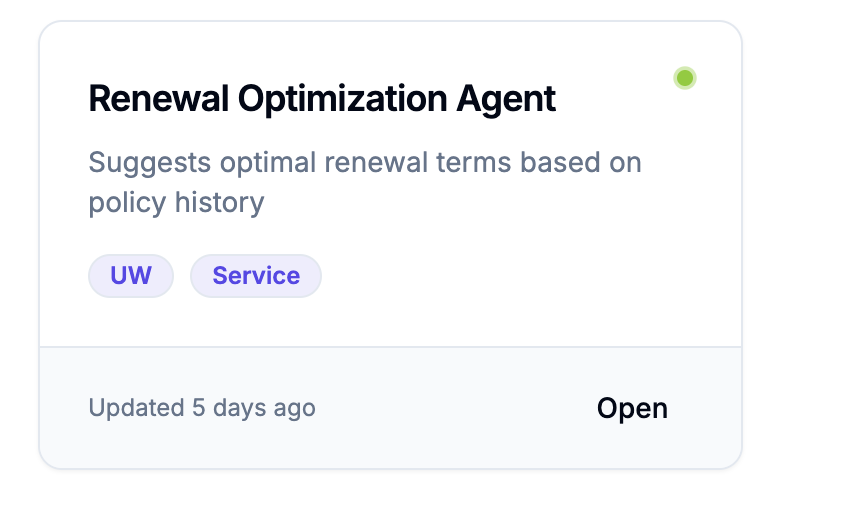 Renewal Optimization Agent
Suggests optimal renewal terms based on
policy history
UW
Service
Updated 5 days ago
Open